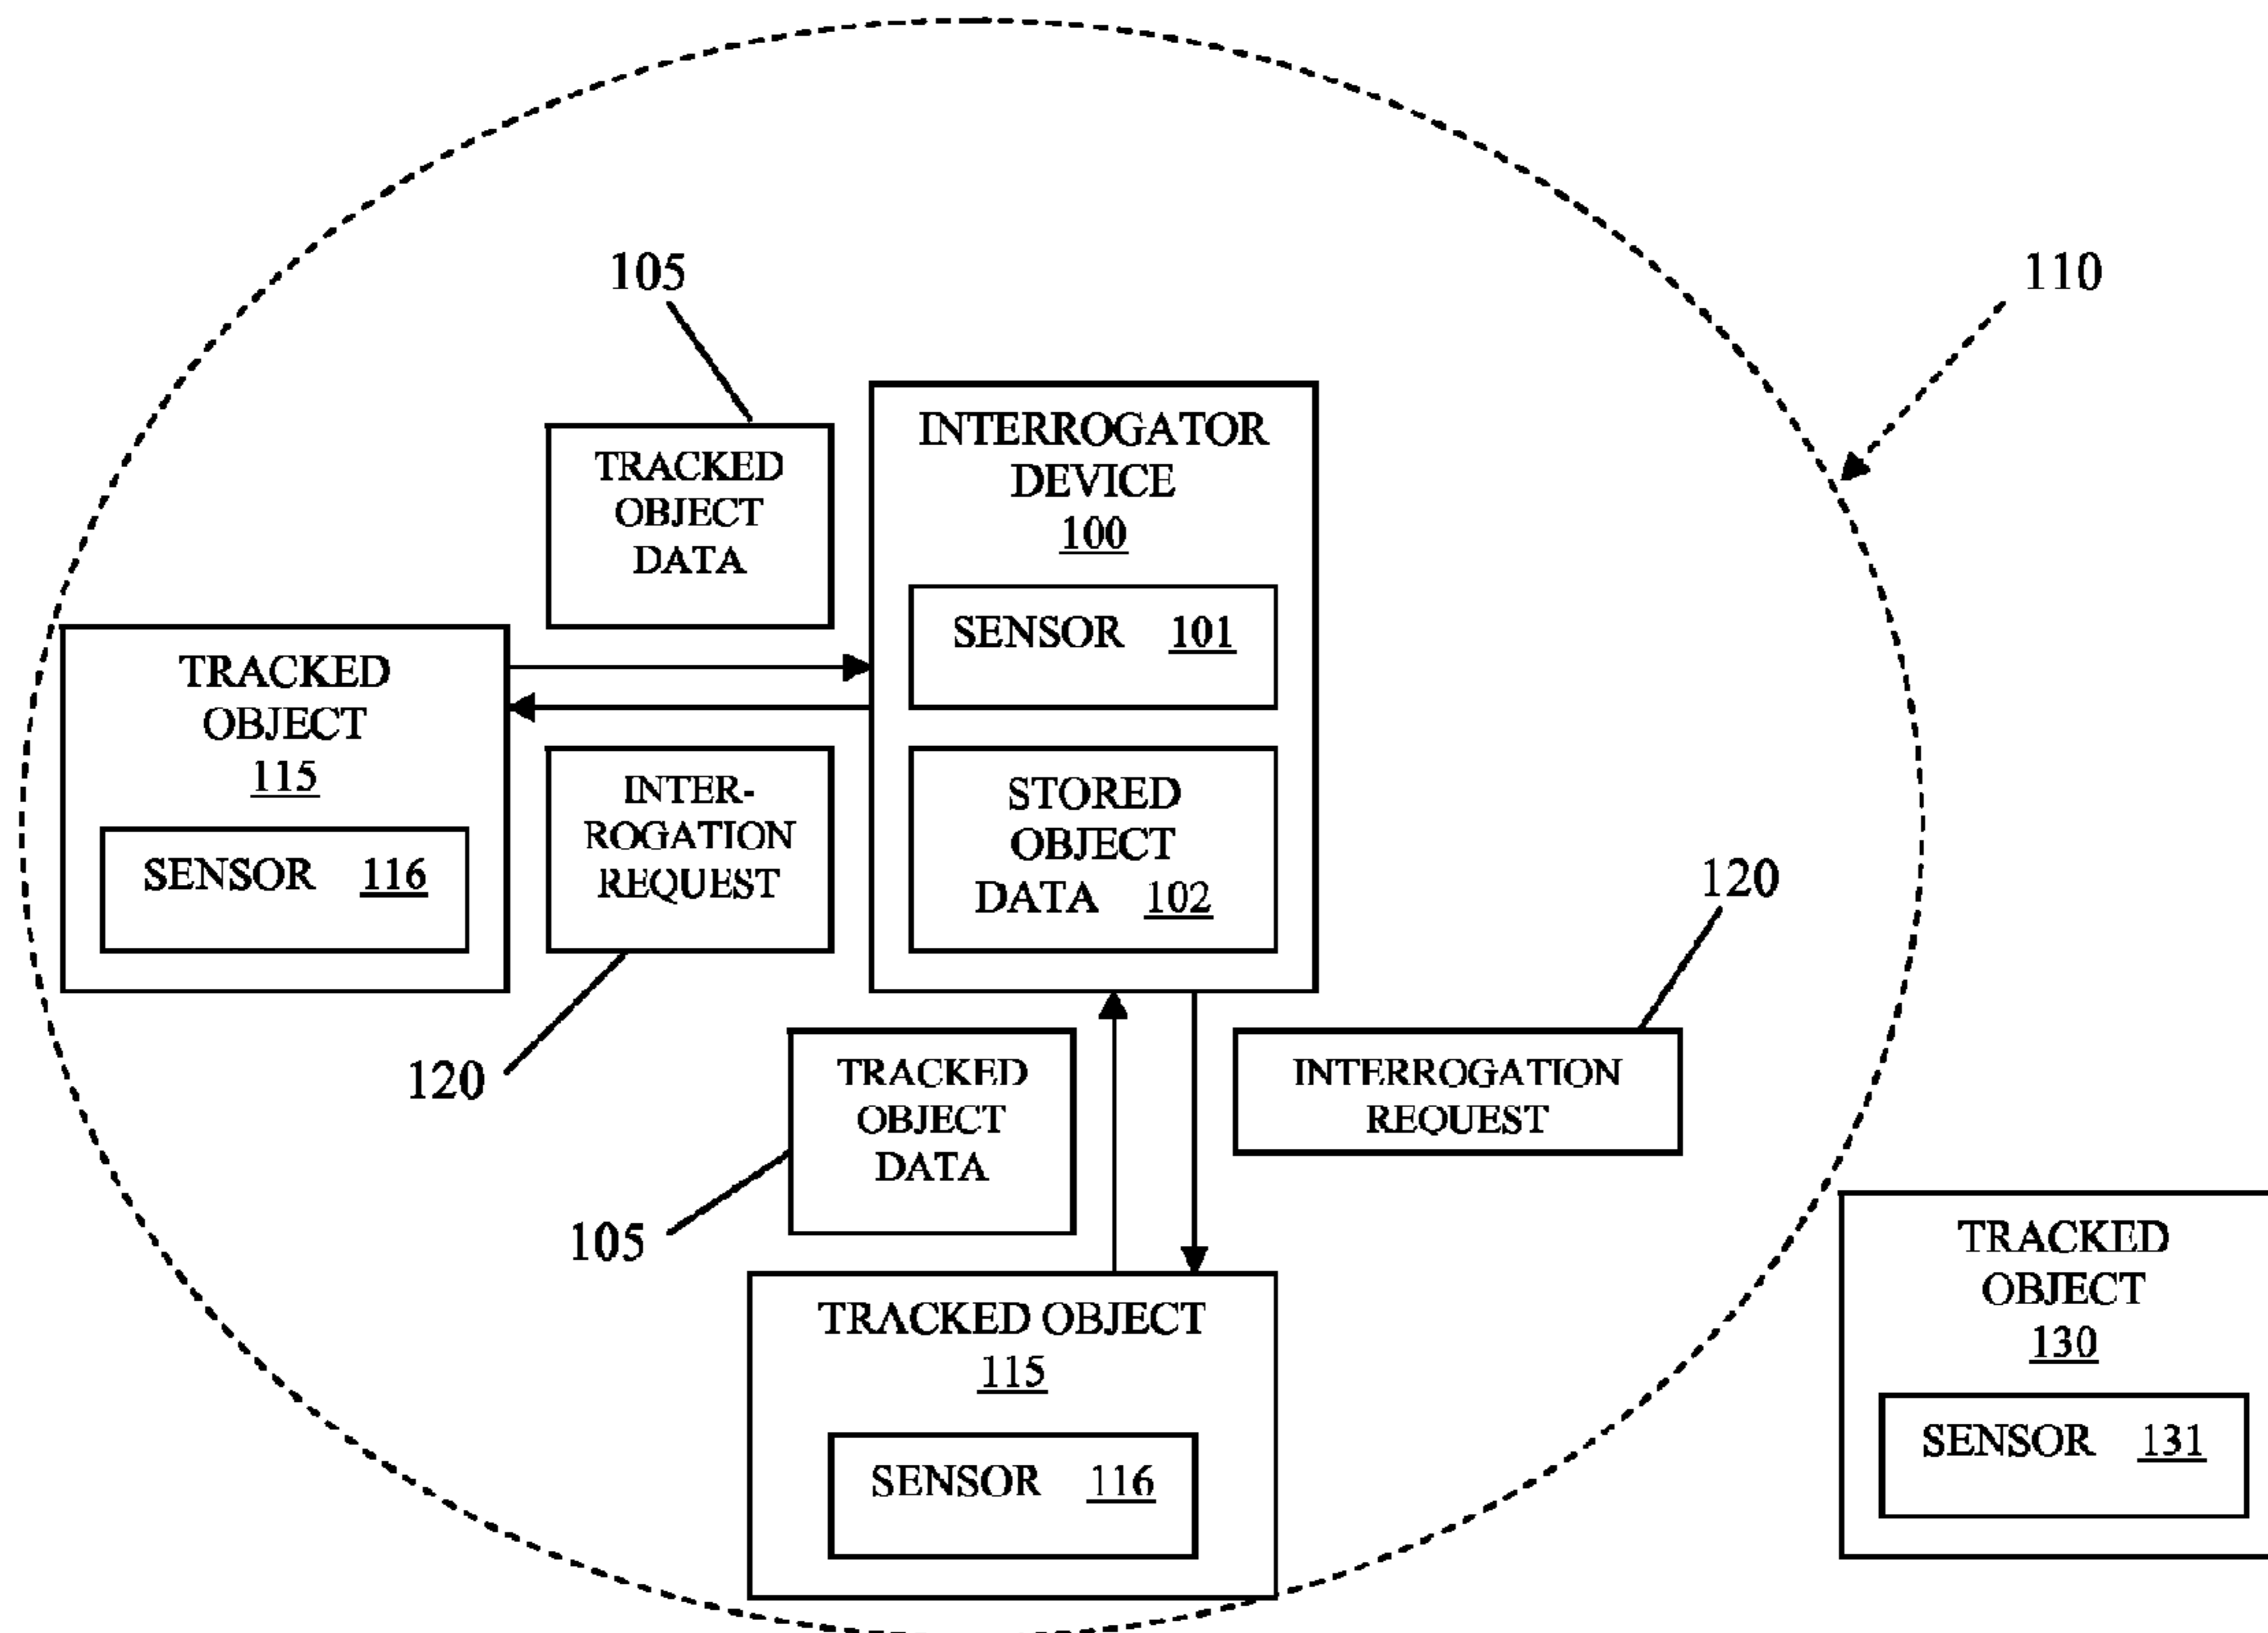 105
110
TRACKED
OBJECT
DATA
INTERROGATOR
DEVICE
100
SENSOR 101
STORED
OBJECT
DATA 102
TRACKED
OBJECT
115
SENSOR 116
INTER-
ROGATION
REQUEST
120
120
TRACKED
OBJECT
DATA
105
INTERROGATION
REQUEST
TRACKED OBJECT
115
SENSOR 116
TRACKED
OBJECT
130
SENSOR 131